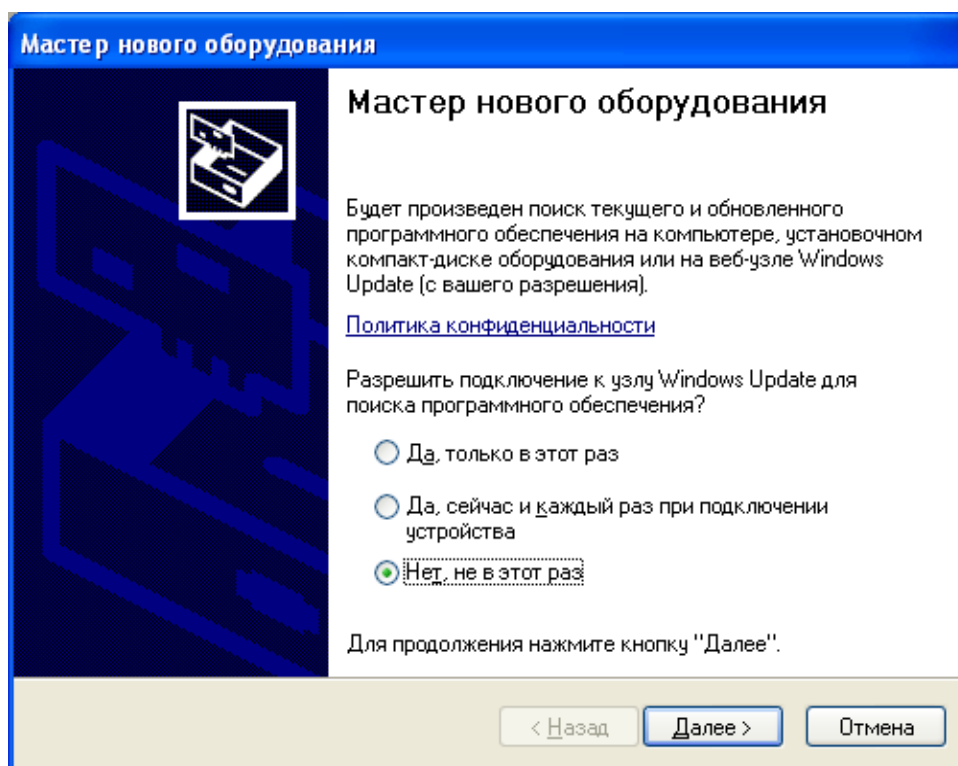 Мастер нового оборудования
Мастер нового оборудования
Будет произведен поиск текущего и обновленного
программного обеспечения на компьютере, установочном
компакт-диске оборудования или на веб-узле Windows
Update (с вашего разрешения).
Политика конфиденциальности
Разрешить подключение к узлу Windows Update для
поиска программного обеспечения?
Да, только в этот раз
Да, сейчас и каждый раз при подключении
устройства
Нет, не в этот раз
Для продолжения нажмите кнопку "Далее".
< Назад Далее > Отмена